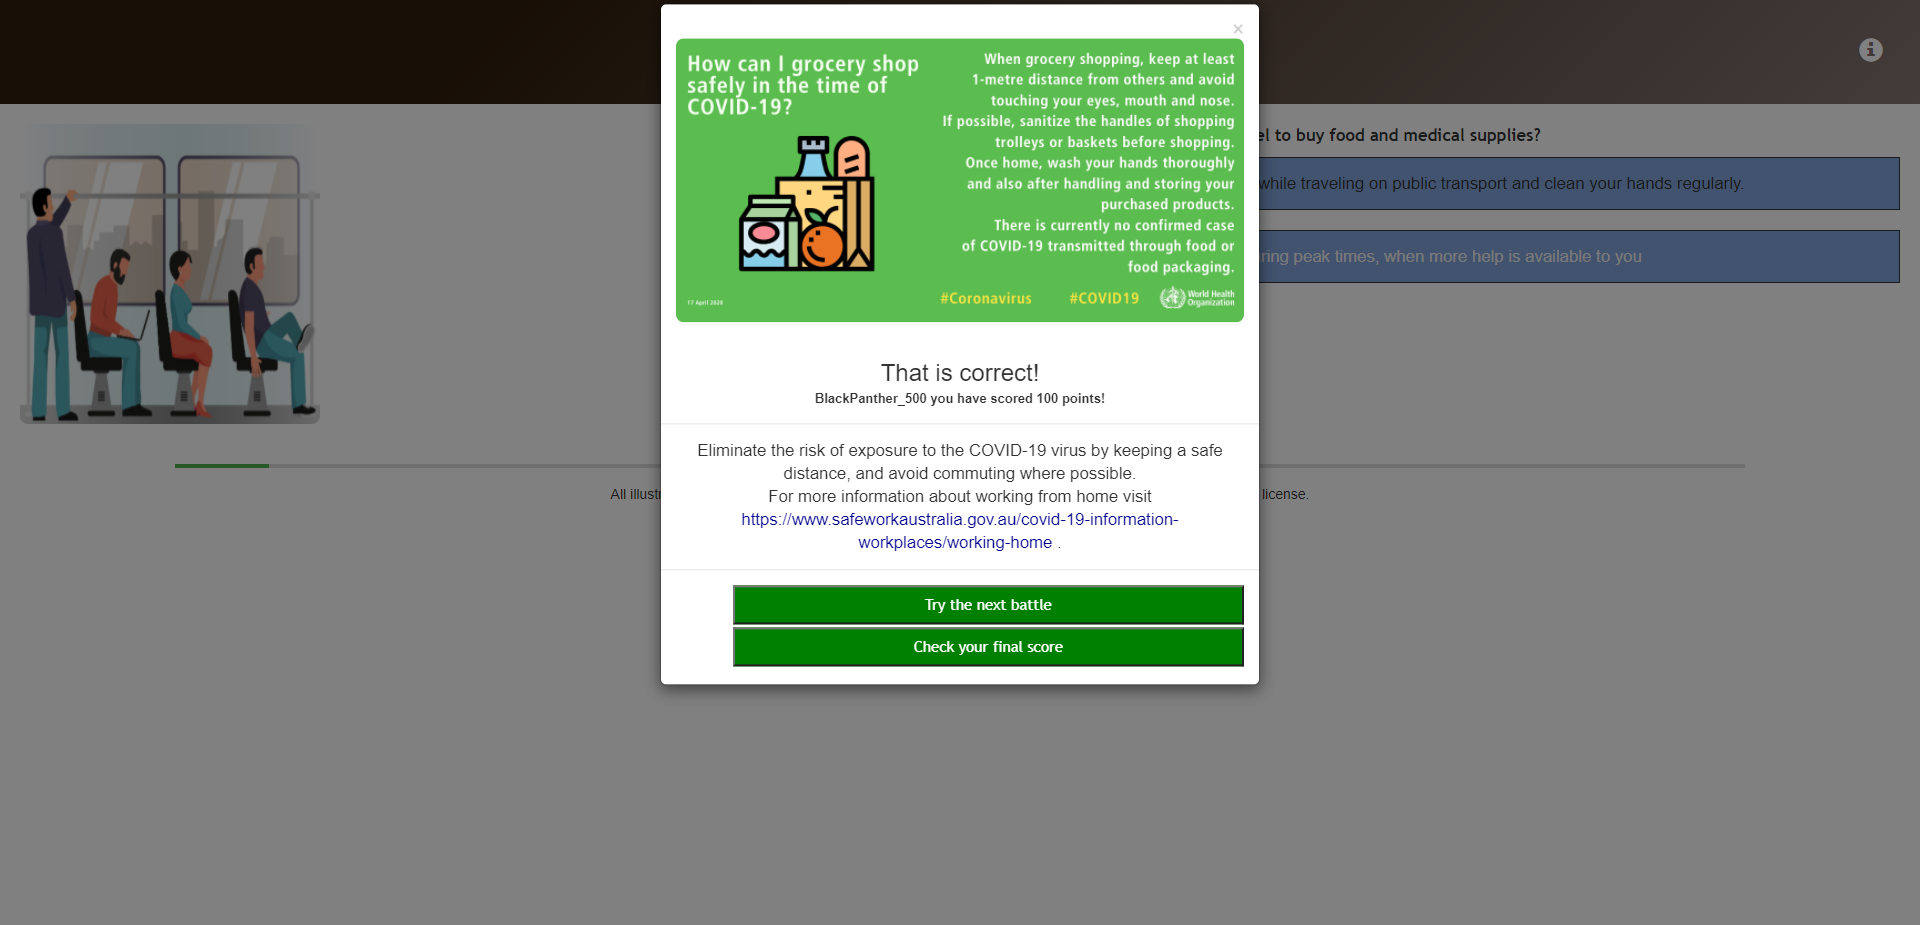 How can I grocery shop
safely in the time of
COVID-19?
When grocery shopping, keep at least
1-metre distance from others and avoid
touching your eyes, mouth and nose.
If possible, sanitize the handles of shopping
trolleys or baskets before shopping.
Once home, wash your hands thoroughly
and also after handling and storing your
purchased products.
There is currently no confirmed case
of COVID-19 transmitted through food or
food packaging.
17 April 2020
#Coronavirus #COVID19
World Health
Organization
×
to buy food and medical supplies?
while traveling on public transport and clean your hands regularly.
peak times, when more help is available to you
That is correct!
BlackPanther_500 you have scored 100 points!
Eliminate the risk of exposure to the COVID-19 virus by keeping a safe
distance, and avoid commuting where possible.
For more information about working from home visit
https://www.safeworkaustralia.gov.au/covid-19-information-
workplaces/working-home .
All
license.
Try the next battle
Check your final score